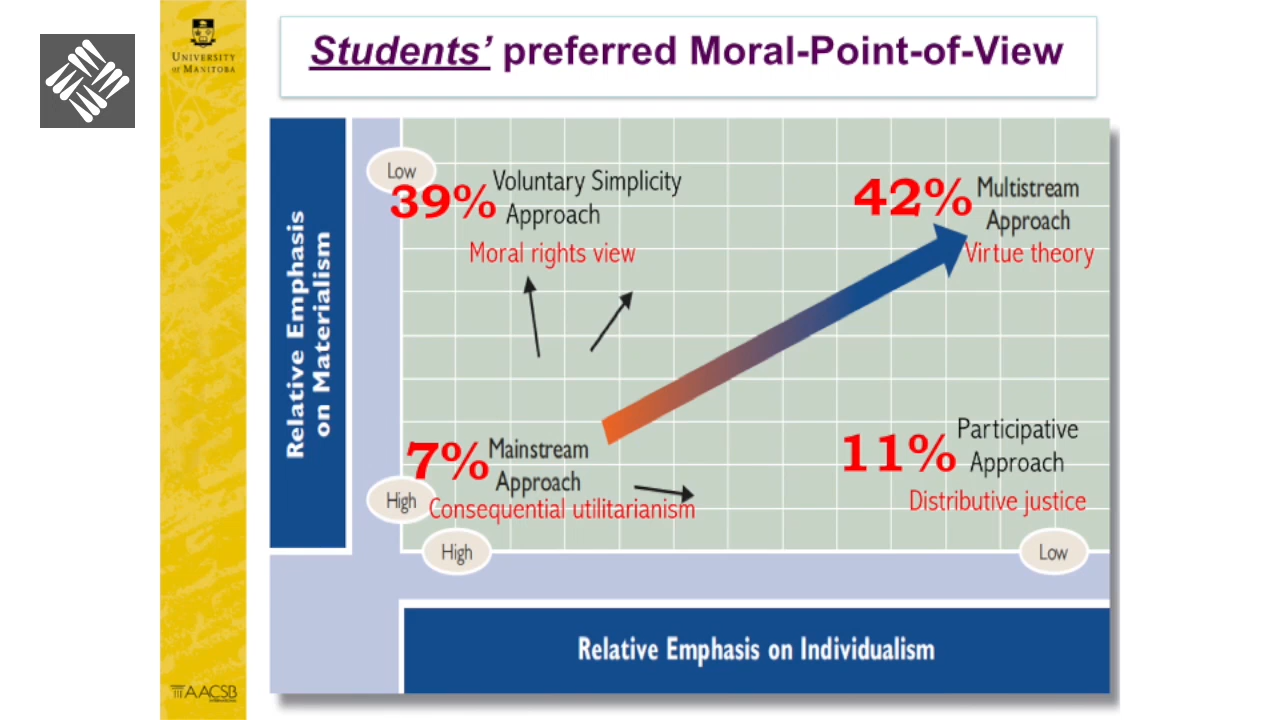 UNIVERSITY
OF MANITOBA
Students’ preferred Moral-Point-of-View
Relative Emphasis
on Materialism
Low
39% Voluntary Simplicity
Approach
Moral rights view
42% Multistream
Approach
Virtue theory
7% Mainstream
Approach
High
Consequential utilitarianism
11% Participative
Approach
Distributive justice
High
Low
Relative Emphasis on Individualism
AACSB